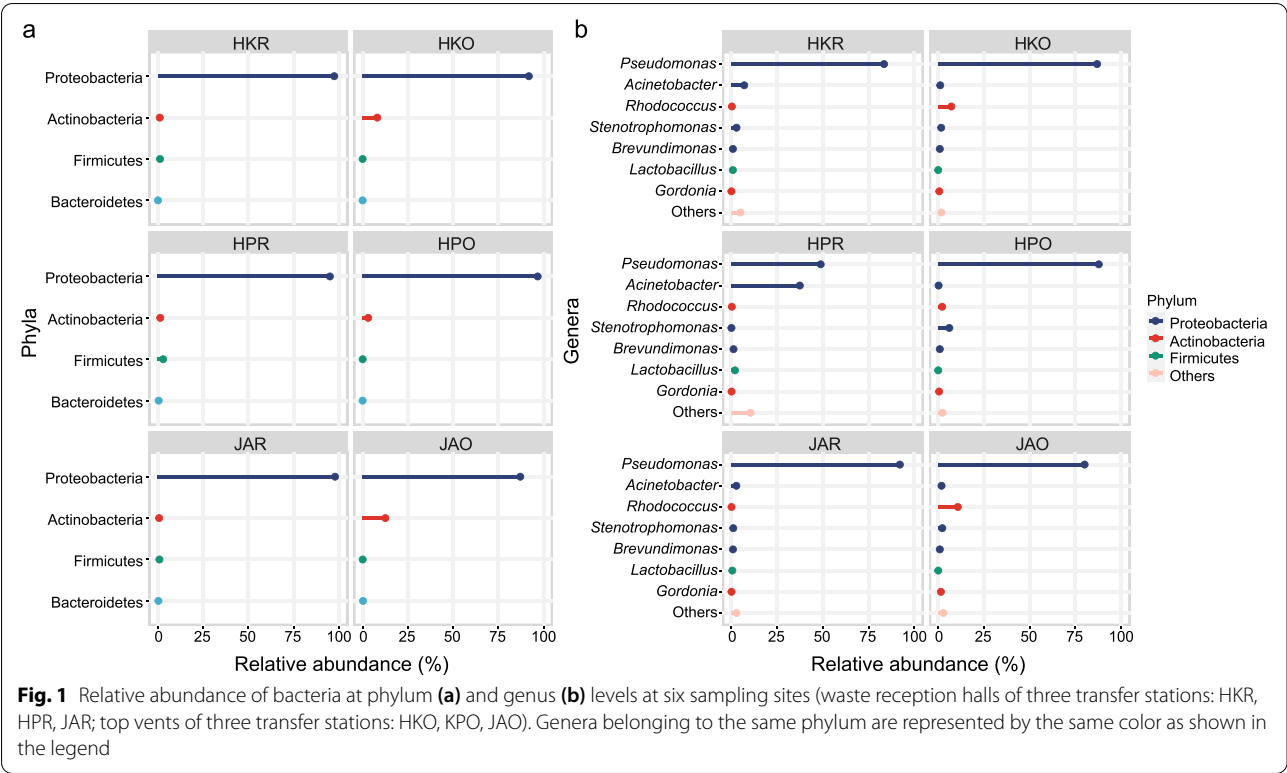 a
HKR HKO
Proteobacteria
Actinobacteria
Firmicutes
Bacteroidetes
HPR HPO
Proteobacteria
Actinobacteria
Firmicutes
Bacteroidetes
JAR JAO
Proteobacteria
Actinobacteria
Firmicutes
Bacteroidetes
Phyla
0 25 50 75 100 0 25 50 75 100
Relative abundance (%)
b
HKR HKO
Pseudomonas
Acinetobacter
Rhodococcus
Stenotrophomonas
Brevundimonas
Lactobacillus
Gordonia
Others
HPR HPO
Pseudomonas
Acinetobacter
Rhodococcus
Stenotrophomonas
Brevundimonas
Lactobacillus
Gordonia
Others
JAR JAO
Pseudomonas
Acinetobacter
Rhodococcus
Stenotrophomonas
Brevundimonas
Lactobacillus
Gordonia
Others
Genera
0 25 50 75 100 0 25 50 75 100
Relative abundance (%)
Phylum
Proteobacteria
Actinobacteria
Firmicutes
Others
Fig. 1 Relative abundance of bacteria at phylum (a) and genus (b) levels at six sampling sites (waste reception halls of three transfer stations: HKR,
HPR, JAR; top vents of three transfer stations: HKO, KPO, JAO). Genera belonging to the same phylum are represented by the same color as shown in
the legend